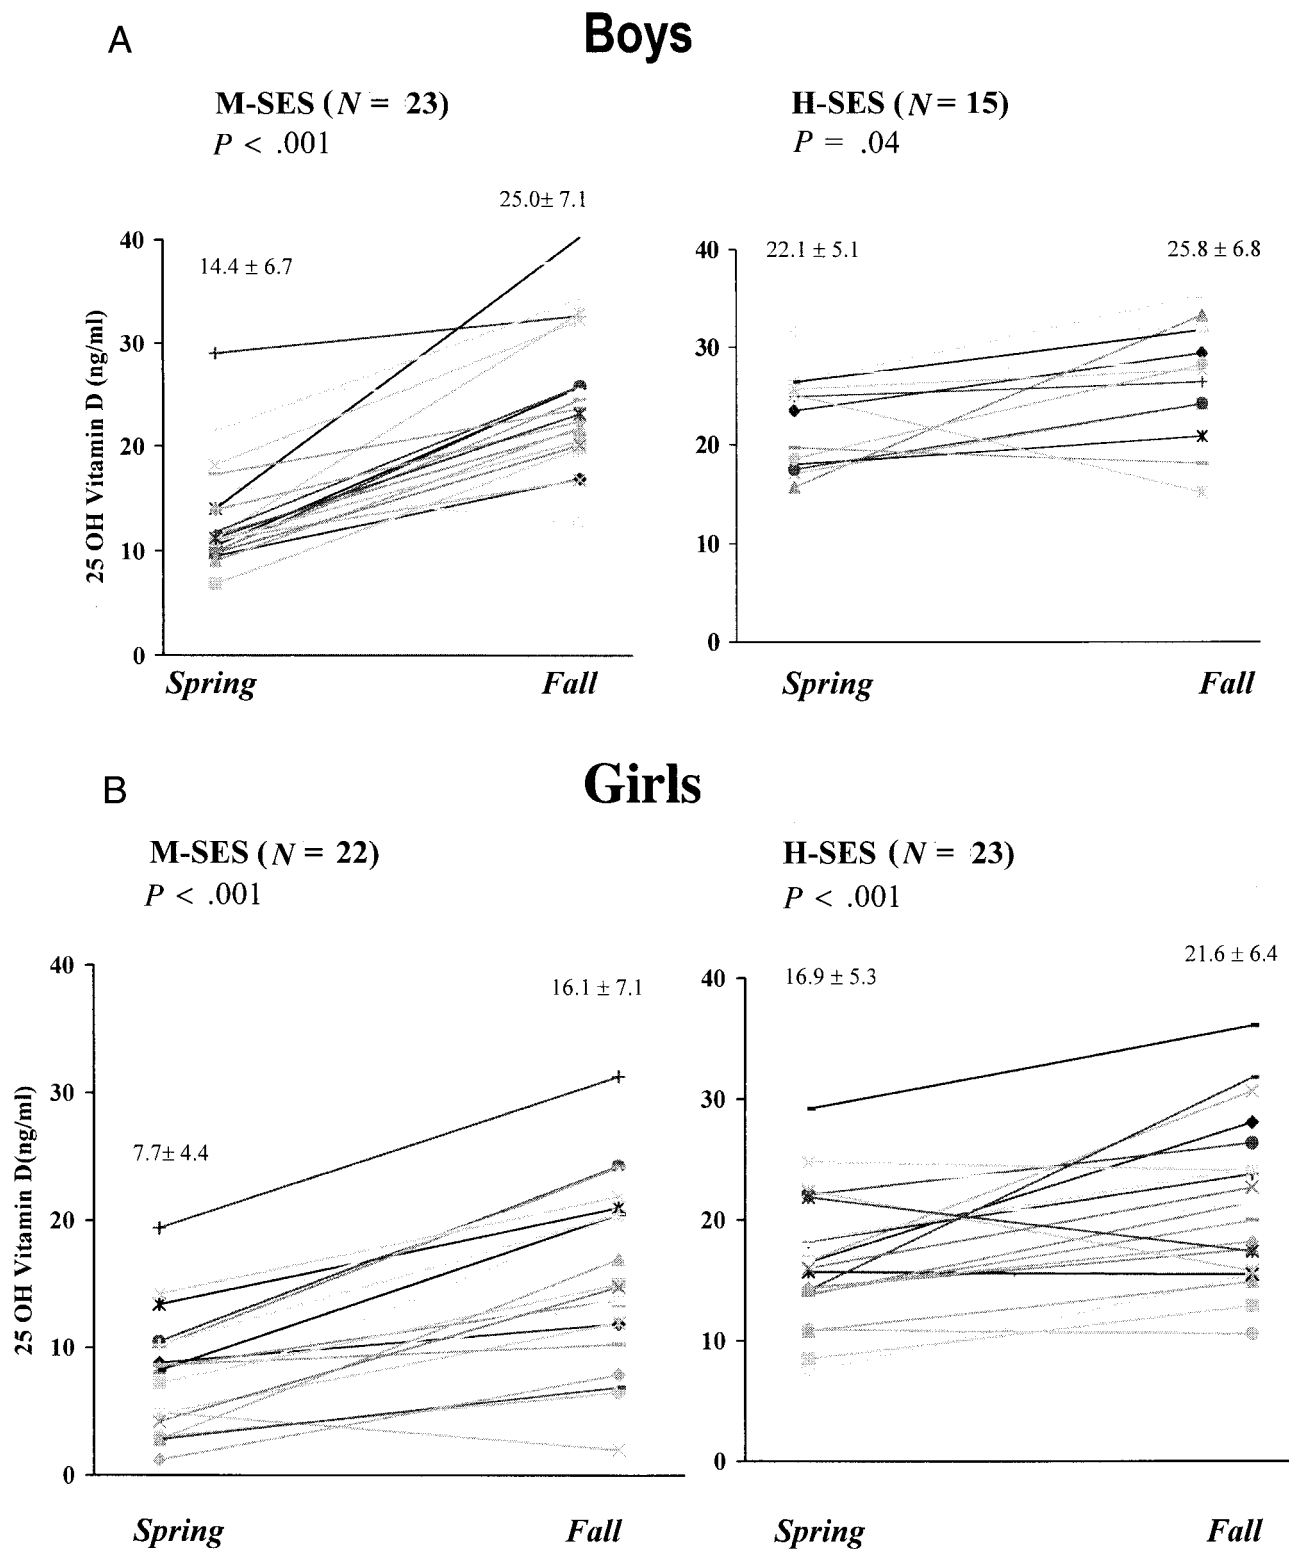 A
Boys
M-SES (N = 23)
P < .001
H-SES (N = 15)
P = .04
25.0± 7.1
14.4 ± 6.7
22.1 ± 5.1
25.8 ± 6.8
25 OH Vitamin D (ng/ml)
40
30
20
10
0
40
30
20
10
0
Spring
Fall
Spring
Fall
B
Girls
M-SES (N = 22)
P < .001
H-SES (N = 23)
P < .001
7.7± 4.4
16.1 ± 7.1
16.9 ± 5.3
21.6 ± 6.4
25 OH Vitamin D(ng/ml)
40
30
20
10
0
40
30
20
10
0
Spring
Fall
Spring
Fall